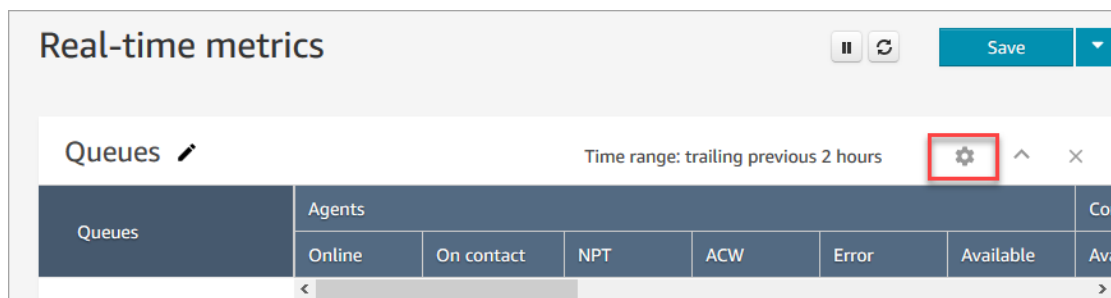 Real-time metrics
Save
Queues
Time range: trailing previous 2 hours
Queues
Agents
Online On contact NPT ACW Error Available